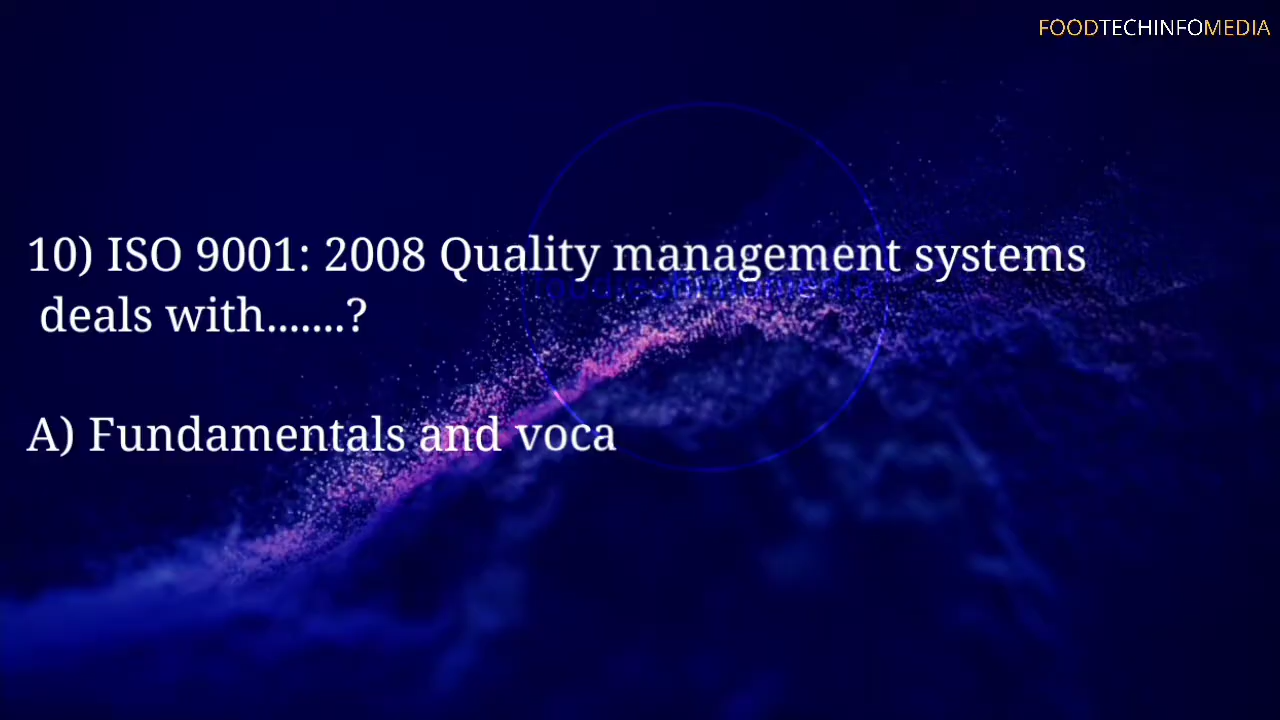 FOODTECHINFOMEDIA
10) ISO 9001: 2008 Quality management systems
deals with.......?
A) Fundamentals and voca